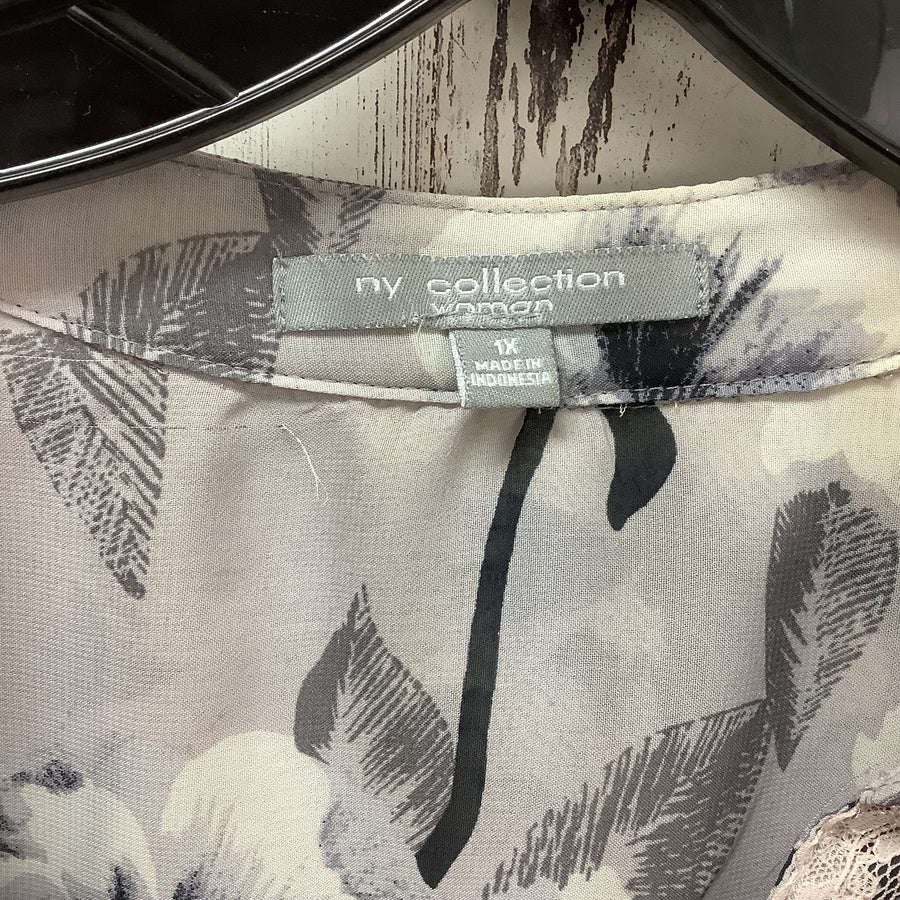 ny collection
woman
1X
MADE IN
INDONESIA